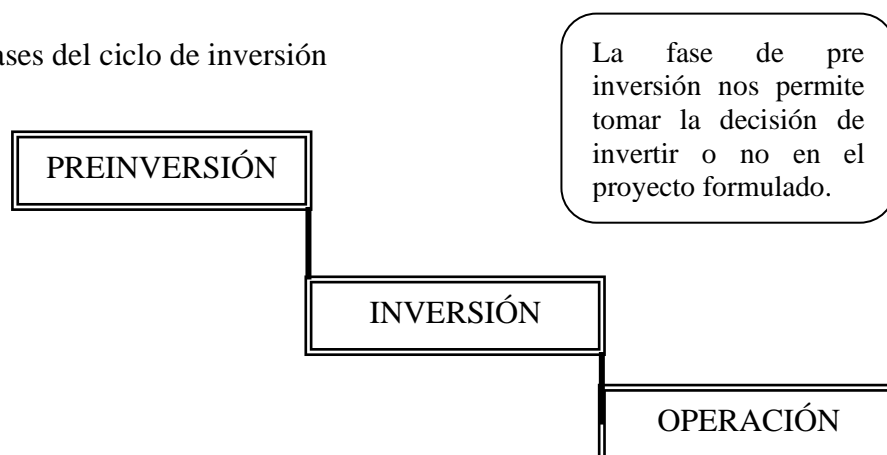 ases del ciclo de inversión
La fase de pre
inversión nos permite
tomar la decisión de
invertir o no en el
proyecto formulado.
PREINVERSIÓN
INVERSIÓN
OPERACIÓN